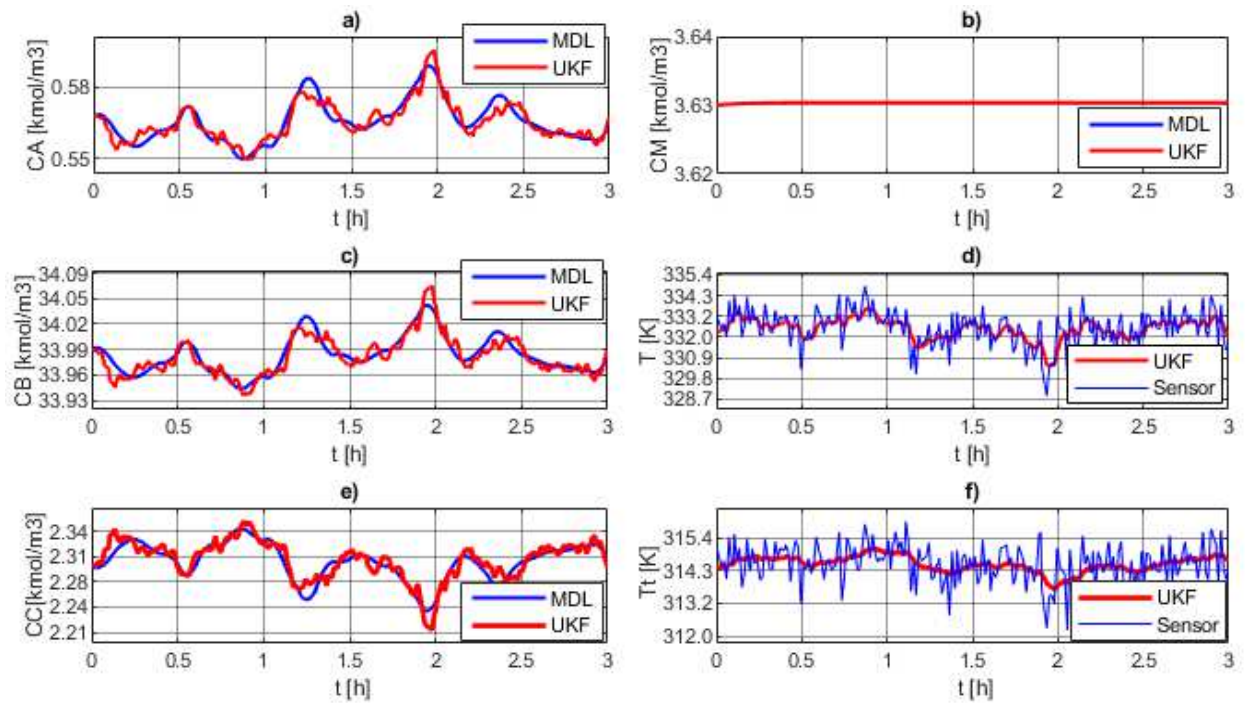 a)
CA [kmol/m3]
0.58
0.55
MDL
UKF
0 0.5 1 1.5 2 2.5 3
t [h]
b)
CM [kmol/m3]
3.64
3.63
3.62
MDL
UKF
0 0.5 1 1.5 2 2.5 3
t [h]
c)
CB [kmol/m3]
34.09
34.05
34.02
33.99
33.96
33.93
MDL
UKF
0 0.5 1 1.5 2 2.5 3
t [h]
d)
T [K]
335.4
334.3
333.2
332.0
330.9
329.8
328.7
UKF
Sensor
0 0.5 1 1.5 2 2.5 3
t [h]
e)
CC[kmol/m3]
2.34
2.31
2.28
2.24
2.21
MDL
UKF
0 0.5 1 1.5 2 2.5 3
t [h]
f)
Tt [K]
315.4
314.3
313.2
312.0
UKF
Sensor
0 0.5 1 1.5 2 2.5 3
t [h]